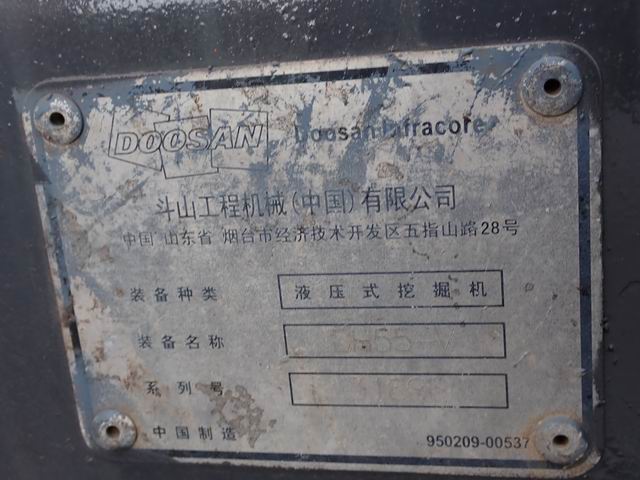 DOOSAN Doosan Infracore
斗山工程机械(中国)有限公司
中国 山东省 烟台市经济技术开发区五指山路28号
装备种类 液压式挖掘机
装备名称
系列号
中国制造 950209-00537